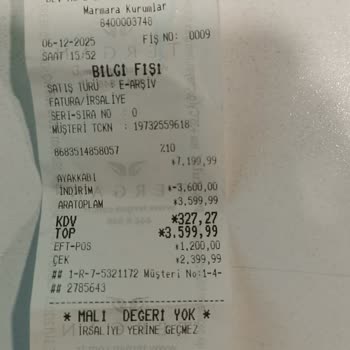 Marmara Kurumlar
8400003748
06-12-2025 FİŞ NO: 0009
SAAT 15:52
BİLGİ FİŞİ
SATIŞ TÜRÜ : E-ARŞİV
FATURA/İRSALİYE
SERİ-SIRA NO 0
MÜŞTERİ TCKN : 19732559618
8683514858057 %10
*7,199,99
AYAKKABI
İNDİRİM *-3,600,00
ARATOPLAM *3.599,99
KDV *327,27
TOP *3.599,99
EFT-POS *1,200,00
ÇEK *2,399,99
## 1-R-7-5321172 Müşteri No:1-4-
## 2785643
* MALİ DEĞERİ YOK *
İRSALİYE YERİNE GEÇMEZ